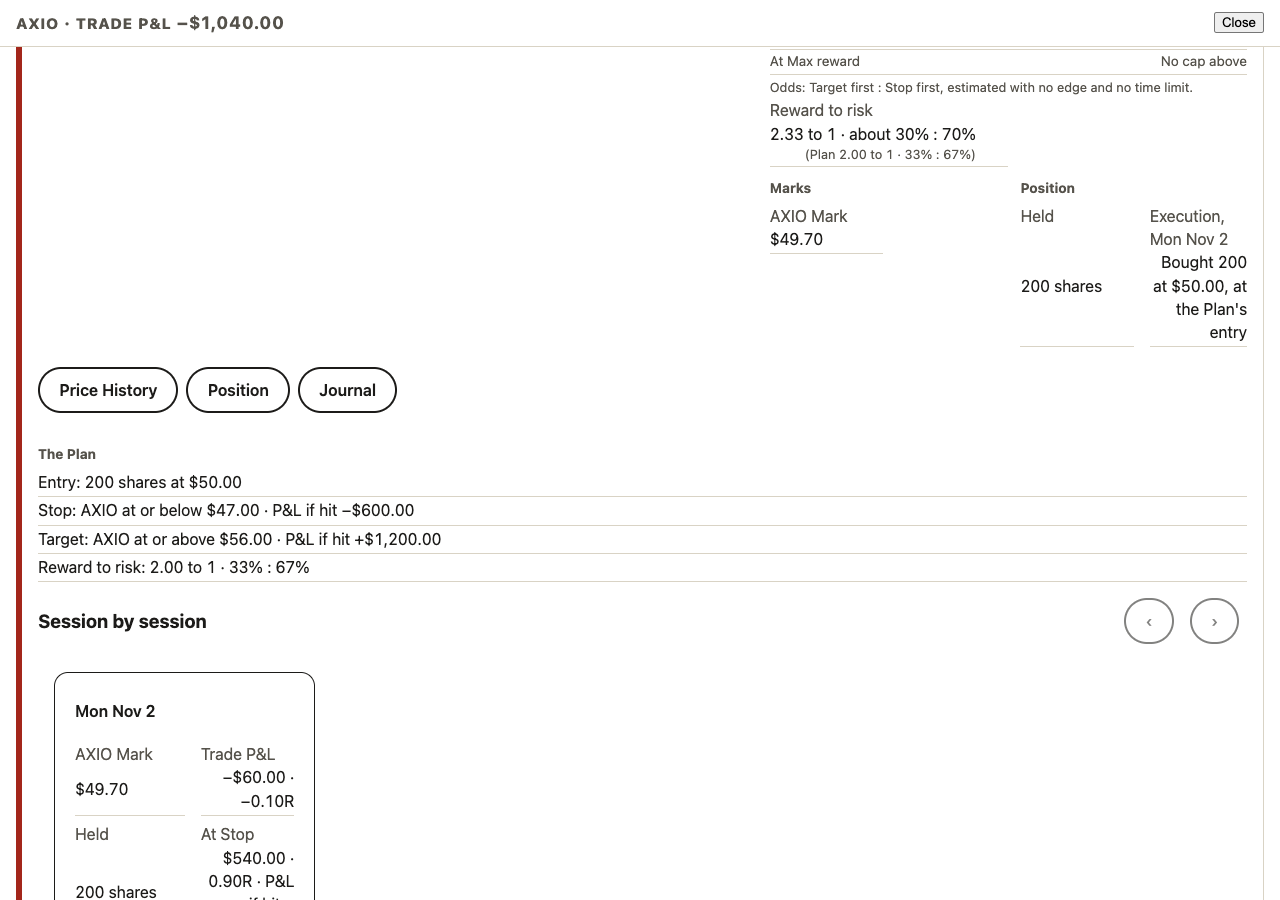 AXIO · TRADE P&L −$1,040.00
Close
At Max reward No cap above
Odds: Target first : Stop first, estimated with no edge and no time limit.
Reward to risk
2.33 to 1 · about 30% : 70%
(Plan 2.00 to 1 · 33% : 67%)
Marks
AXIO Mark
$49.70
Position
Held
200 shares
Execution,
Mon Nov 2
Bought 200
at $50.00, at
the Plan's
entry
Price History
Position
Journal
The Plan
Entry: 200 shares at $50.00
Stop: AXIO at or below $47.00 · P&L if hit −$600.00
Target: AXIO at or above $56.00 · P&L if hit +$1,200.00
Reward to risk: 2.00 to 1 · 33% : 67%
Session by session
‹ ›
Mon Nov 2
AXIO Mark
$49.70
Trade P&L
−$60.00 ·
−0.10R
Held
200 shares
At Stop
$540.00 ·
0.90R · P&L